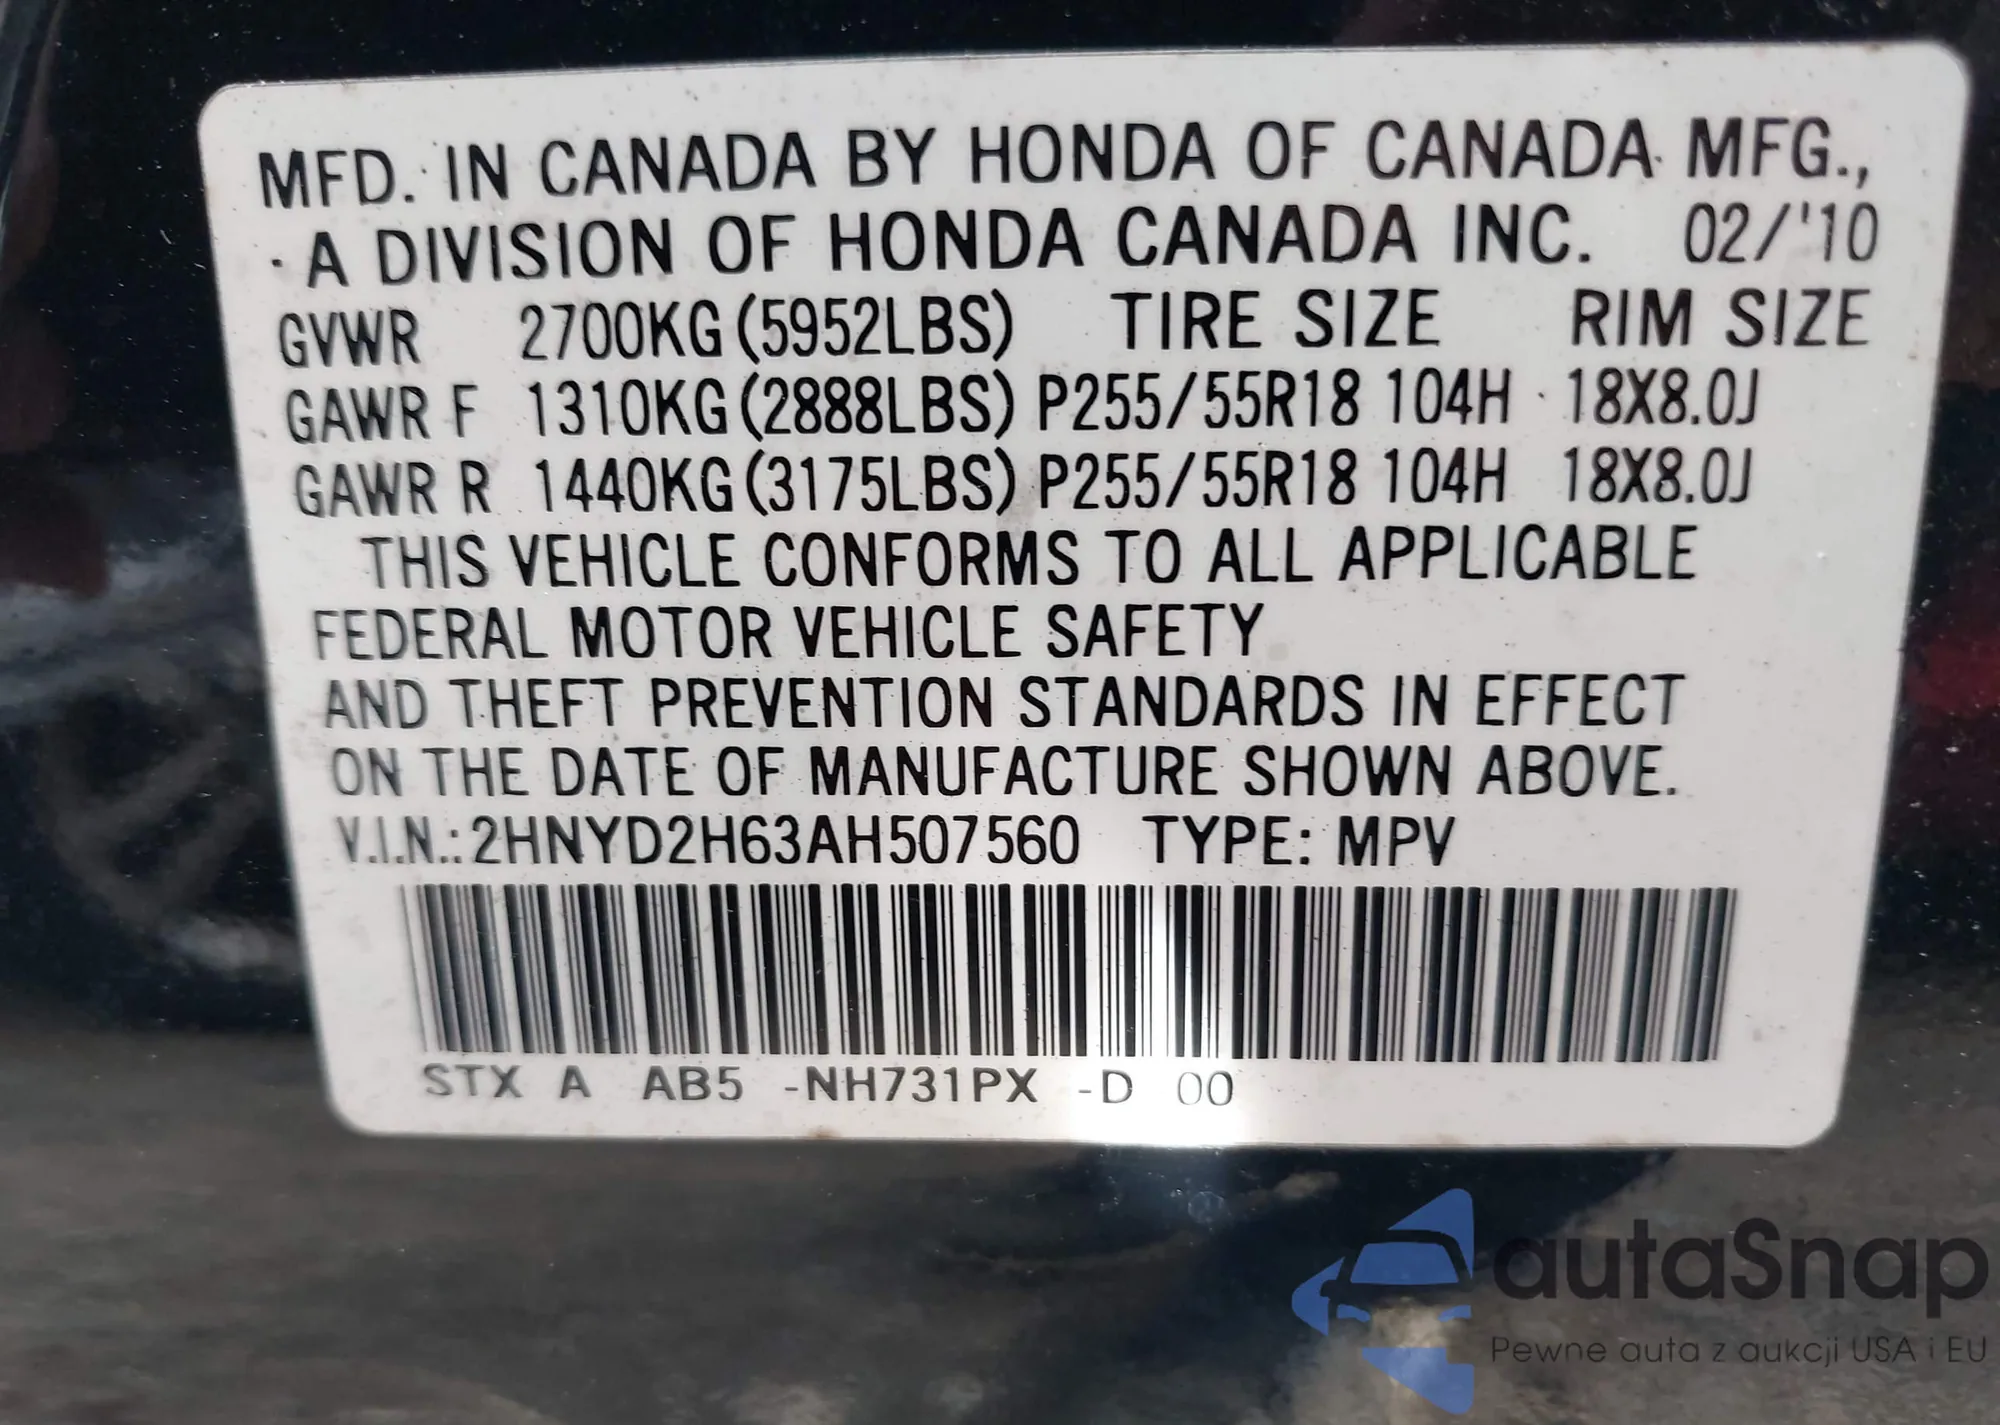 MFD. IN CANADA BY HONDA OF CANADA MFG.,
A DIVISION OF HONDA CANADA INC. 02/'10
GVWR 2700KG (5952LBS) TIRE SIZE RIM SIZE
GAWR F 1310KG (2888LBS) P255/55R18 104H 18X8.0J
GAWR R 1440KG (3175LBS) P255/55R18 104H 18X8.0J
THIS VEHICLE CONFORMS TO ALL APPLICABLE
FEDERAL MOTOR VEHICLE SAFETY
AND THEFT PREVENTION STANDARDS IN EFFECT
ON THE DATE OF MANUFACTURE SHOWN ABOVE.
V.I.N.: 2HNYD2H63AH507560 TYPE: MPV
STX A AB5 -NH731PX -D 00
autaSnap
Pewne auta z aukcji USA i EU